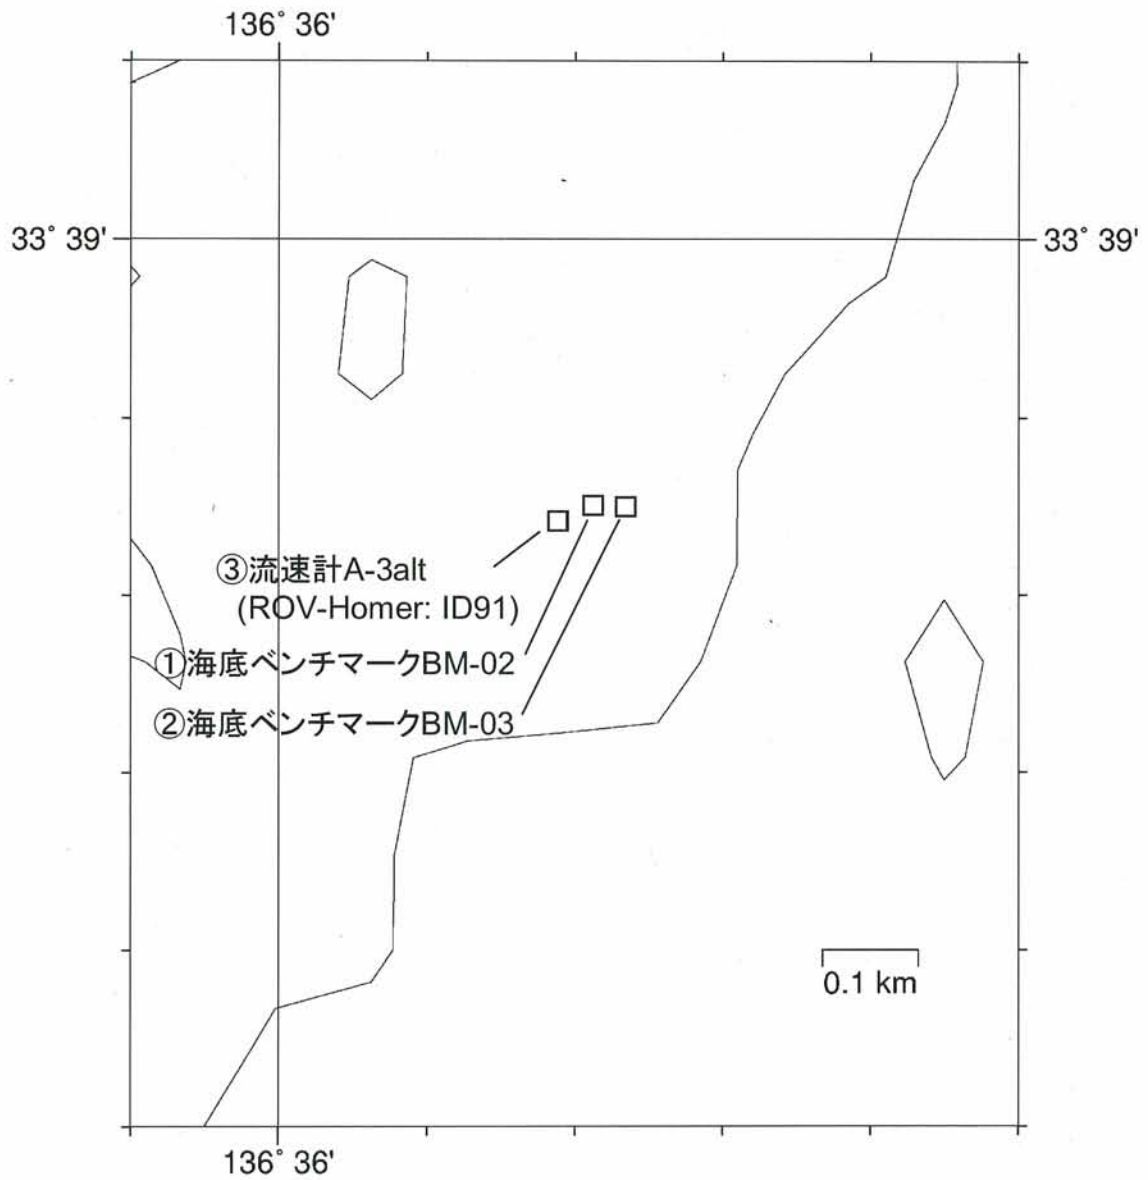 136° 36'
33° 39'
33° 39'
③流速計A-3alt
(ROV-Homer: ID91)
①海底ベンチマークBM-02
②海底ベンチマークBM-03
0.1 km
136° 36'